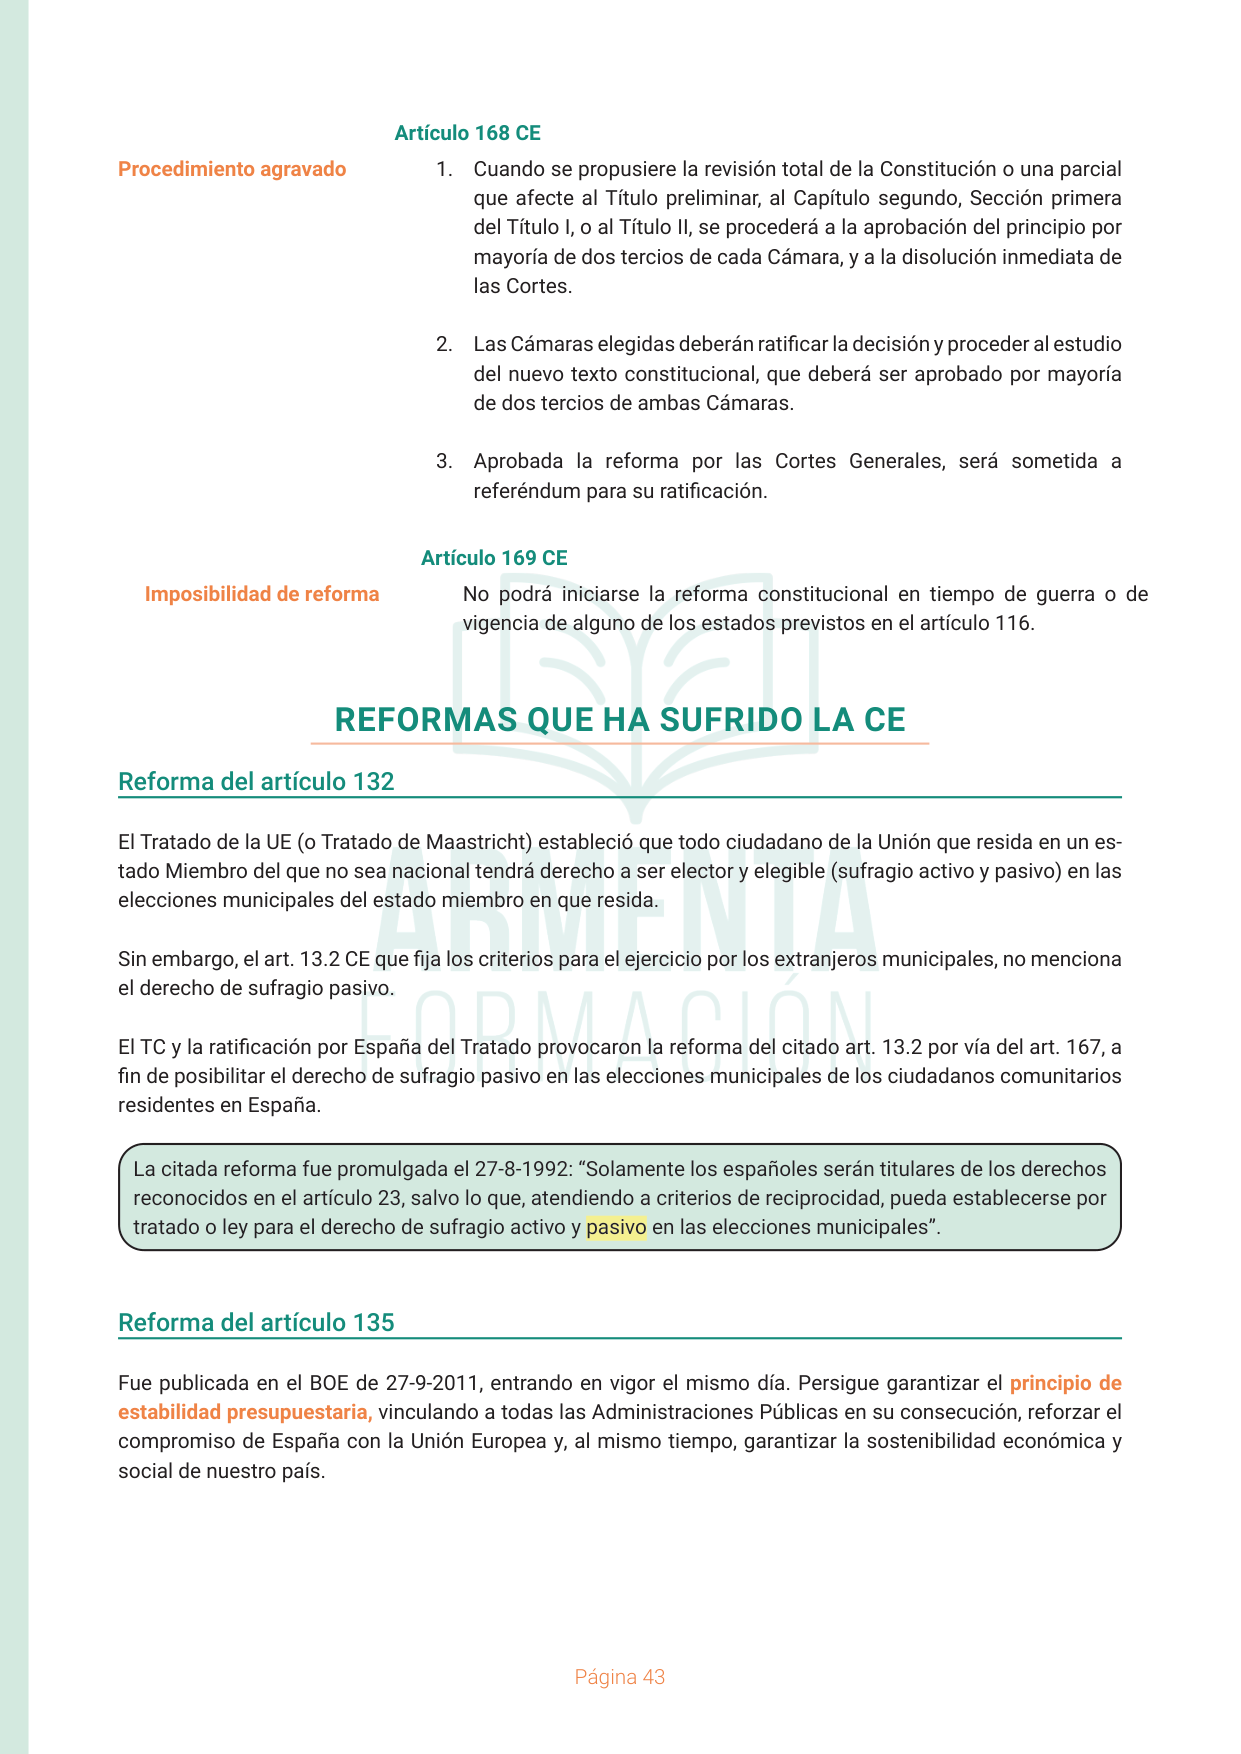 Artículo 168 CE
Procedimiento agravado
1. Cuando se propusiere la revisión total de la Constitución o una parcial
que afecte al Título preliminar, al Capítulo segundo, Sección primera
del Título I, o al Título II, se procederá a la aprobación del principio por
mayoría de dos tercios de cada Cámara, y a la disolución inmediata de
las Cortes.
2. Las Cámaras elegidas deberán ratificar la decisión y proceder al estudio
del nuevo texto constitucional, que deberá ser aprobado por mayoría
de dos tercios de ambas Cámaras.
3. Aprobada la reforma por las Cortes Generales, será sometida a
referéndum para su ratificación.
Artículo 169 CE
Imposibilidad de reforma
No podrá iniciarse la reforma constitucional en tiempo de guerra o de
vigencia de alguno de los estados previstos en el artículo 116.
REFORMAS QUE HA SUFRIDO LA CE
Reforma del artículo 132
El Tratado de la UE (o Tratado de Maastricht) estableció que todo ciudadano de la Unión que resida en un es-
tado Miembro del que no sea nacional tendrá derecho a ser elector y elegible (sufragio activo y pasivo) en las
elecciones municipales del estado miembro en que resida.
ARMENTA
Sin embargo, el art. 13.2 CE que fija los criterios para el ejercicio por los extranjeros municipales, no menciona
el derecho de sufragio pasivo.
FORMACIÓN
El TC y la ratificación por España del Tratado provocaron la reforma del citado art. 13.2 por vía del art. 167, a
fin de posibilitar el derecho de sufragio pasivo en las elecciones municipales de los ciudadanos comunitarios
residentes en España.
La citada reforma fue promulgada el 27-8-1992: “Solamente los españoles serán titulares de los derechos
reconocidos en el artículo 23, salvo lo que, atendiendo a criterios de reciprocidad, pueda establecerse por
tratado o ley para el derecho de sufragio activo y pasivo en las elecciones municipales”.
Reforma del artículo 135
Fue publicada en el BOE de 27-9-2011, entrando en vigor el mismo día. Persigue garantizar el principio de
estabilidad presupuestaria, vinculando a todas las Administraciones Públicas en su consecución, reforzar el
compromiso de España con la Unión Europea y, al mismo tiempo, garantizar la sostenibilidad económica y
social de nuestro país.
Página 43